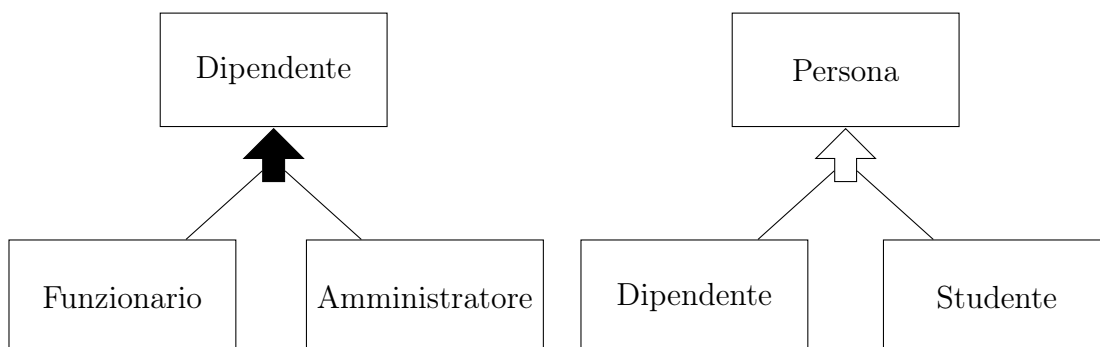 Dipendente
Persona
Funzionario
Amministratore
Dipendente
Studente